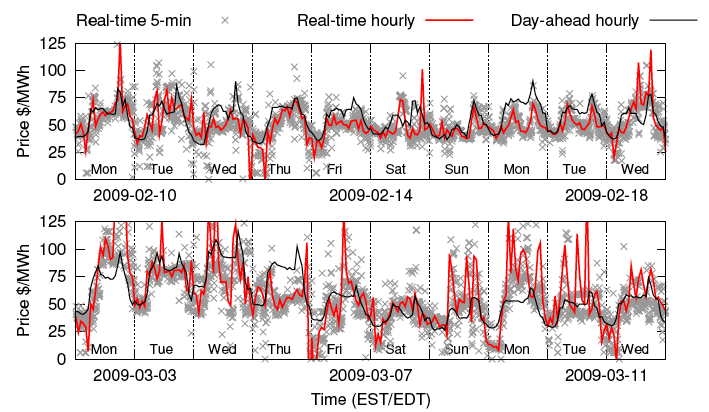 Real-time 5-min Real-time hourly Day-ahead hourly
125
100
75
50
25
0
Price $/MWh
Mon Tue Wed Thu Fri Sat Sun Mon Tue Wed
2009-02-10 2009-02-14 2009-02-18
125
100
75
50
25
0
Price $/MWh
Mon Tue Wed Thu Fri Sat Sun Mon Tue Wed
2009-03-03 2009-03-07 2009-03-11
Time (EST/EDT)